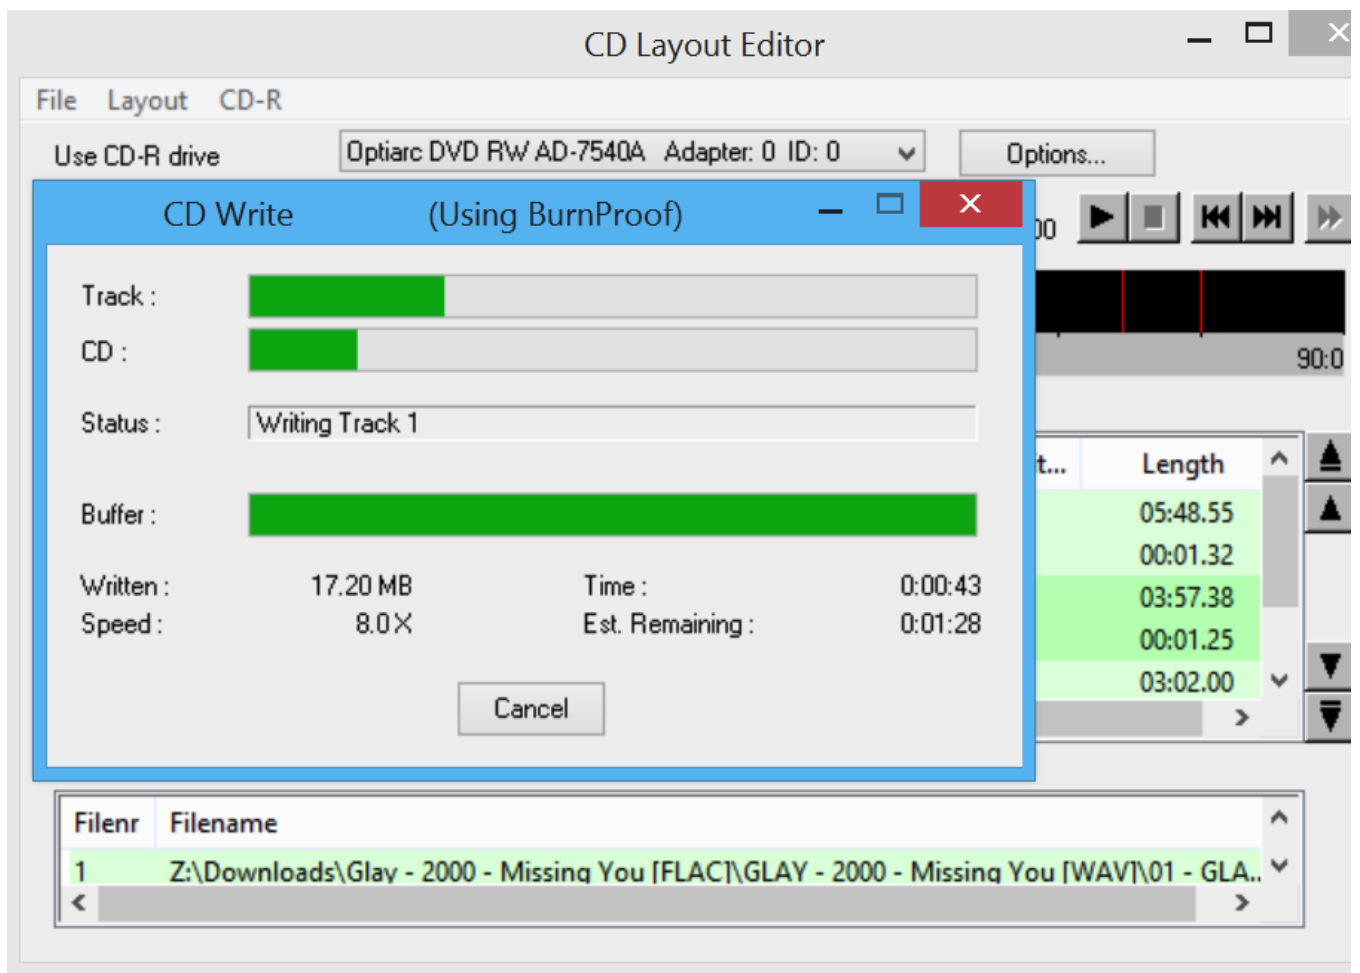 CD Layout Editor
File Layout CD-R
Use CD-R drive Optiarc DVD RW AD-7540A Adapter: 0 ID: 0 Options...
CD Write (Using BurnProof)
00
Track :
CD :
90:0
Status : Writing Track 1
t... Length
05:48.55
Buffer :
00:01.32
Written : 17.20 MB Time : 0:00:43
03:57.38
Speed : 8.0X Est. Remaining : 0:01:28
00:01.25
03:02.00
Cancel
Filenr Filename
1 Z:\Downloads\Glay - 2000 - Missing You [FLAC]\GLAY - 2000 - Missing You [WAV]\01 - GLA..